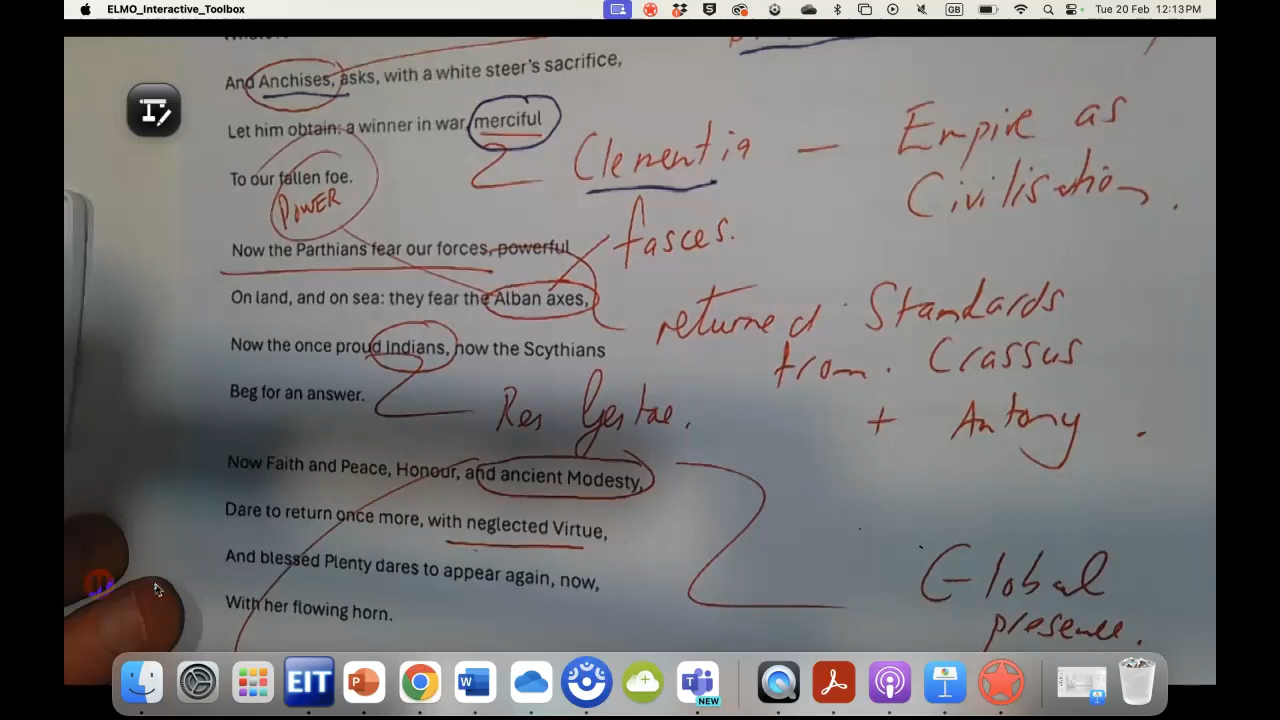 ELMO_Interactive_Toolbox
GB
Tue 20 Feb 12:13 PM
And Anchises, asks, with a white steer's sacrifice,
Let him obtain: a winner in war, merciful
To our fallen foe.
POWER
Clementia — Empire as
Civilisation.
fasces.
Now the Parthians fear our forces, powerful
On land, and on sea: they fear the Alban axes,
returned Standards
from. Crassus
+ Antony.
Now the once proud Indians, now the Scythians
Beg for an answer.
Res Gestae.
Now Faith and Peace, Honour, and ancient Modesty,
Dare to return once more, with neglected Virtue,
And blessed Plenty dares to appear again, now,
With her flowing horn.
Global
presence.
EIT
NEW